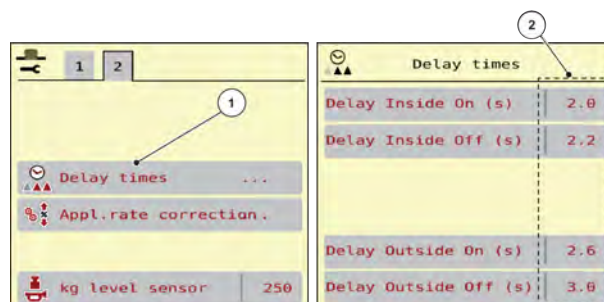 2
1 2
Delay times
1
Delay times ...
Appl.rate correction.
kg level sensor 250
Delay Inside On (s) 2.0
Delay Inside Off (s) 2.2
Delay Outside On (s) 2.6
Delay Outside Off (s) 3.0